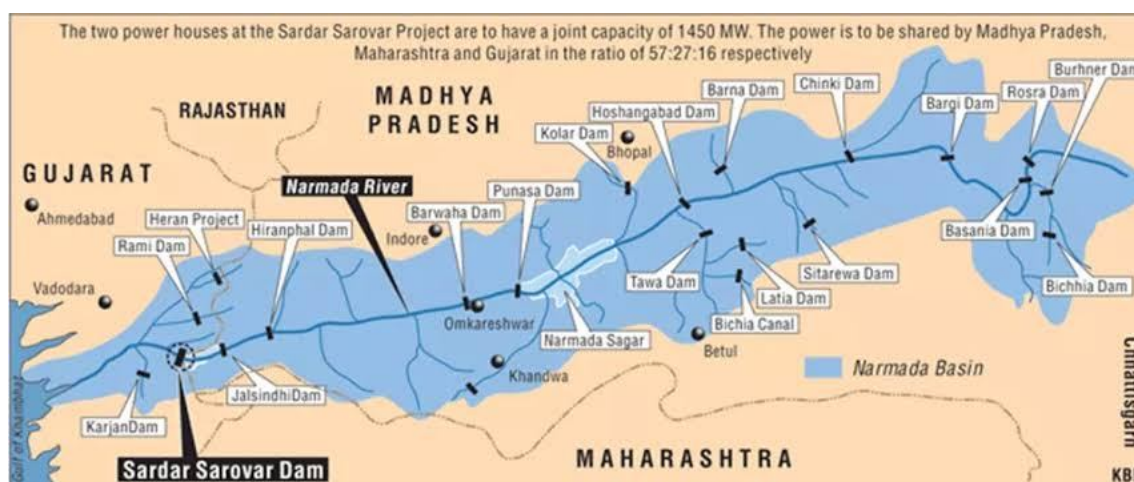 The two power houses at the Sardar Sarovar Project are to have a joint capacity of 1450 MW. The power is to be shared by Madhya Pradesh,
Maharashtra and Gujarat in the ratio of 57:27:16 respectively
Burhner Dam
Chinki Dam
Rosra Dam
Barna Dam
Bargi Dam
MADHYA
PRADESH
RAJASTHAN
Hoshangabad Dam
Kolar Dam
Bhopal
GUJARAT
Narmada River
Punasa Dam
Ahmedabad
Heran Project
Barwaha Dam
Indore
Hiranphal Dam
Rami Dam
Basania Dam
Tawa Dam
Sitarewa Dam
Bichhia Dam
Vadodara
Omkareshwar
Latia Dam
Narmada Sagar
Bichia Canal
Betul
Khandwa
Narmada Basin
JalsindhiDam
KarjanDam
Gulf of Khambhat
Sardar Sarovar Dam
MAHARASHTRA
Chhattisgarh